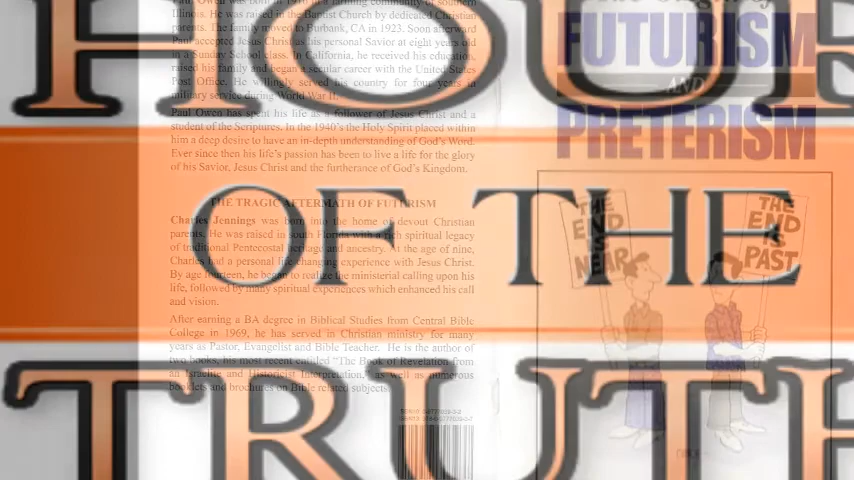 HOUR
OF THE
TRUTH
Paul Owen was born in 1916 to a farming community of southern
Illinois. He was raised in the Baptist Church by dedicated Christian
parents. The family moved to Burbank, CA in 1923. Soon afterward
Paul accepted Jesus Christ as his personal Savior at eight years old
in a Sunday School class. In California, he received his education,
raised his family and began a secular career with the United States
Post Office. He willingly served his country for four years in
military service during World War II.
Paul Owen has spent his life as a follower of Jesus Christ and a
student of the Scriptures. In the 1940's the Holy Spirit placed within
him a deep desire to have an in-depth understanding of God's Word.
Ever since then his life's passion has been to live a life for the glory
of his Savior, Jesus Christ and the furtherance of God's Kingdom.
THE TRAGIC AFTERMATH OF FUTURISM
Charles Jennings was born into the home of devout Christian
parents. He was raised in south Florida with a rich spiritual legacy
of traditional Pentecostal heritage and ancestry. At the age of nine,
Charles had a personal life changing experience with Jesus Christ.
By age fourteen, he began to realize the ministerial calling upon his
life, followed by many spiritual experiences which enhanced his call
and vision.
After earning a BA degree in Biblical Studies from Central Bible
College in 1969, he has served in Christian ministry for many
years as Pastor, Evangelist and Bible Teacher. He is the author of
two books, his most recent entitled "The Book of Revelation from
an Israelite and Historicist Interpretation," as well as numerous
booklets and brochures on Bible related subjects.
FUTURISM
AND
PRETERISM
THE
END
IS
NEAR
THE
END
IS
PAST